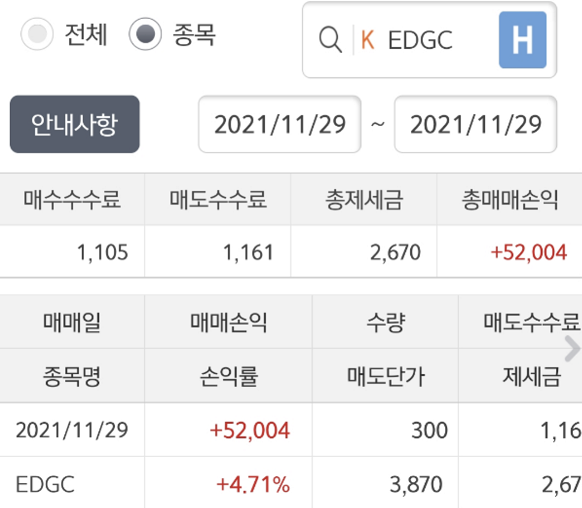 전체 종목 K EDGC H
안내사항 2021/11/29 ~ 2021/11/29
매수수수료 매도수수료 총제세금 총매매손익
1,105 1,161 2,670 +52,004
매매일 매매손익 수량 매도수수료
종목명 손익률 매도단가 제세금
2021/11/29 +52,004 300 1,16
EDGC +4.71% 3,870 2,67